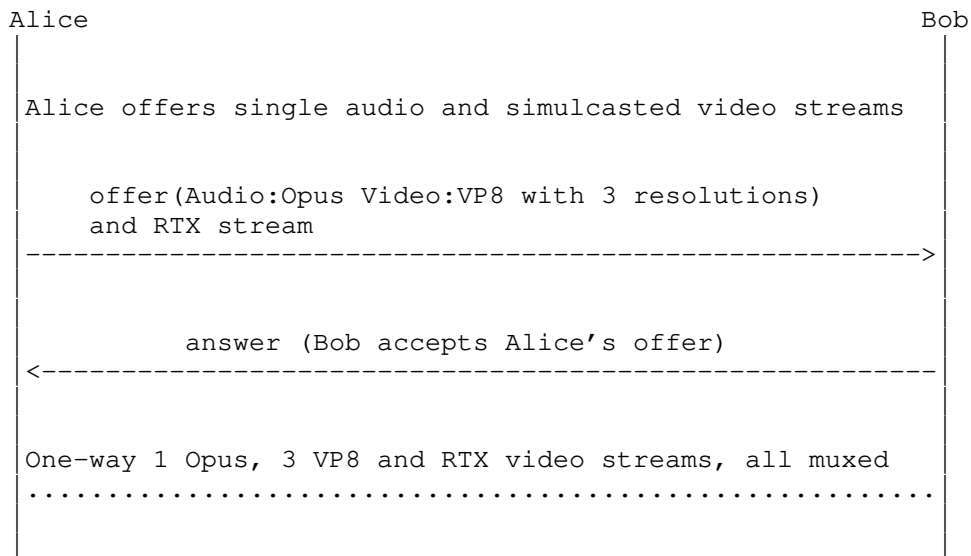 Alice Bob
Alice offers single audio and simulcasted video streams
offer(Audio:Opus Video:VP8 with 3 resolutions)
and RTX stream
answer (Bob accepts Alice’s offer)
One-way 1 Opus, 3 VP8 and RTX video streams, all muxed